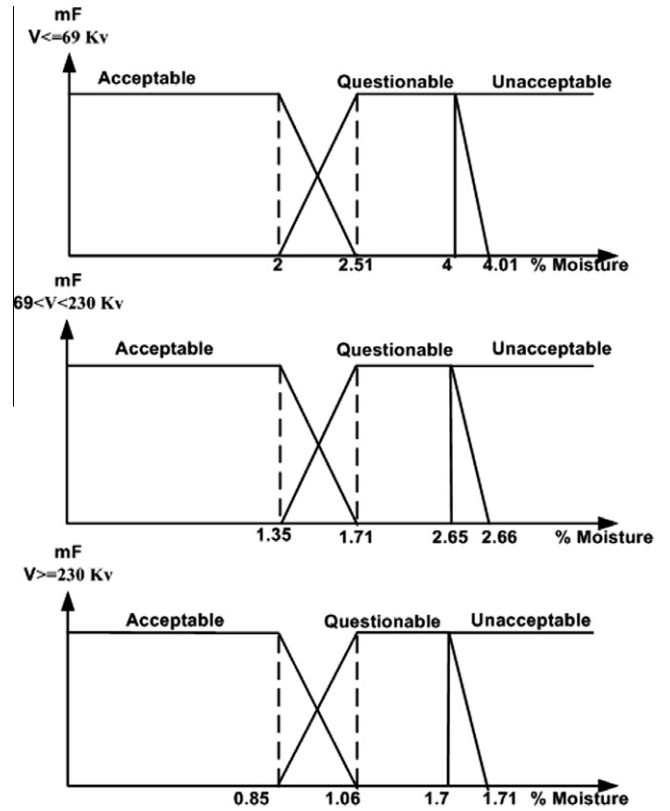 mF
V<=69 Kv
Acceptable Questionable Unacceptable
2 2.51 4 4.01 % Moisture
mF
69<V<230 Kv
Acceptable Questionable Unacceptable
1.35 1.71 2.65 2.66 % Moisture
mF
V>=230 Kv
Acceptable Questionable Unacceptable
0.85 1.06 1.7 1.71 % Moisture